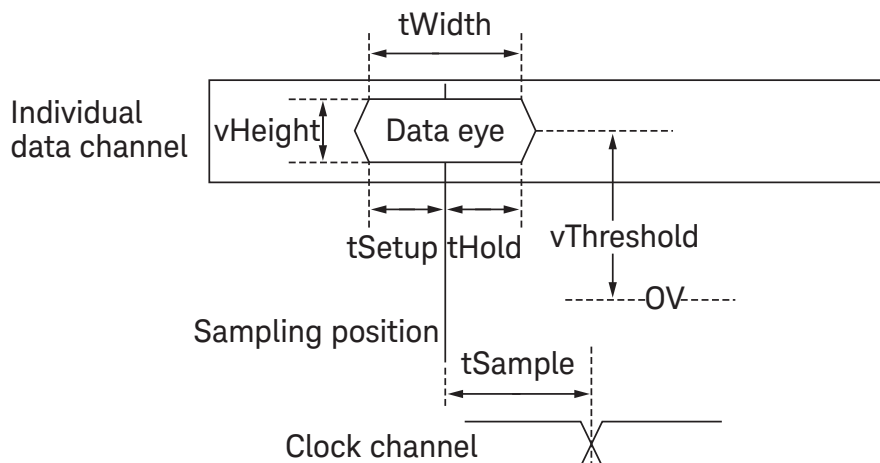 tWidth
Individual
data channel
vHeight
Data eye
tSetup
tHold
vThreshold
0V
Sampling position
tSample
Clock channel